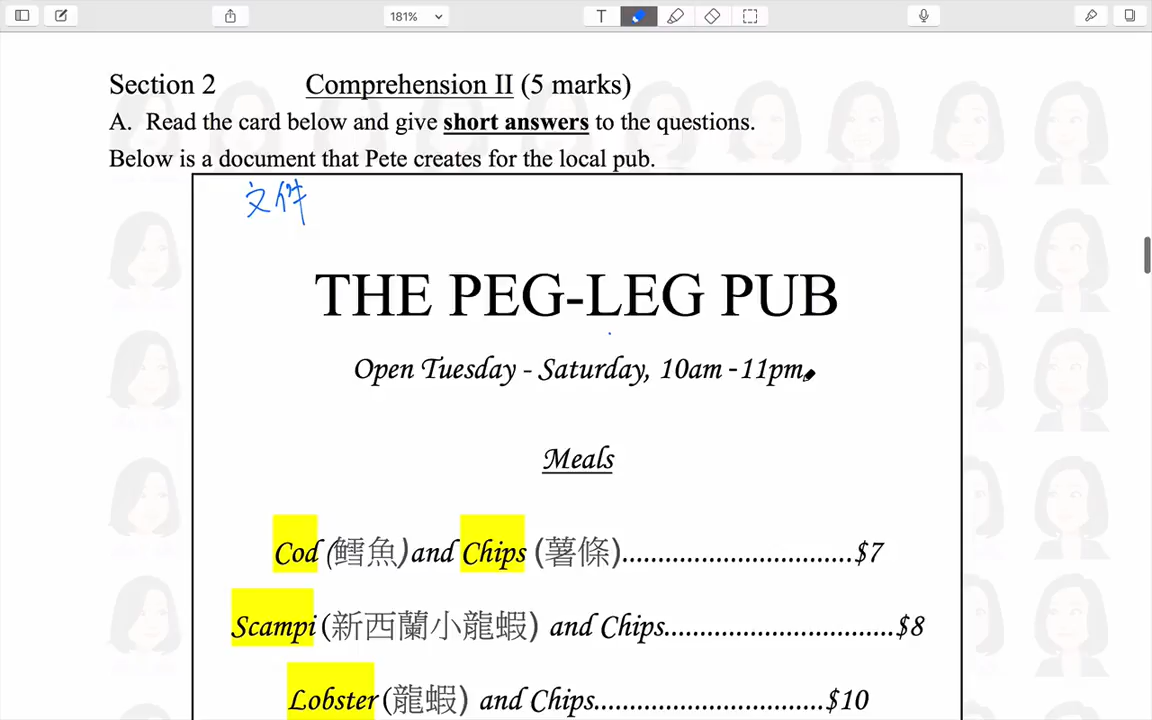 181%
T
Section 2 Comprehension II (5 marks)
A. Read the card below and give short answers to the questions.
Below is a document that Pete creates for the local pub.
文件
THE PEG-LEG PUB
Open Tuesday - Saturday, 10am -11pm
Meals
Cod (鱈魚) and Chips (薯條)................................$7
Scampi (新西蘭小龍蝦) and Chips................................$8
Lobster (龍蝦) and Chips................................$10